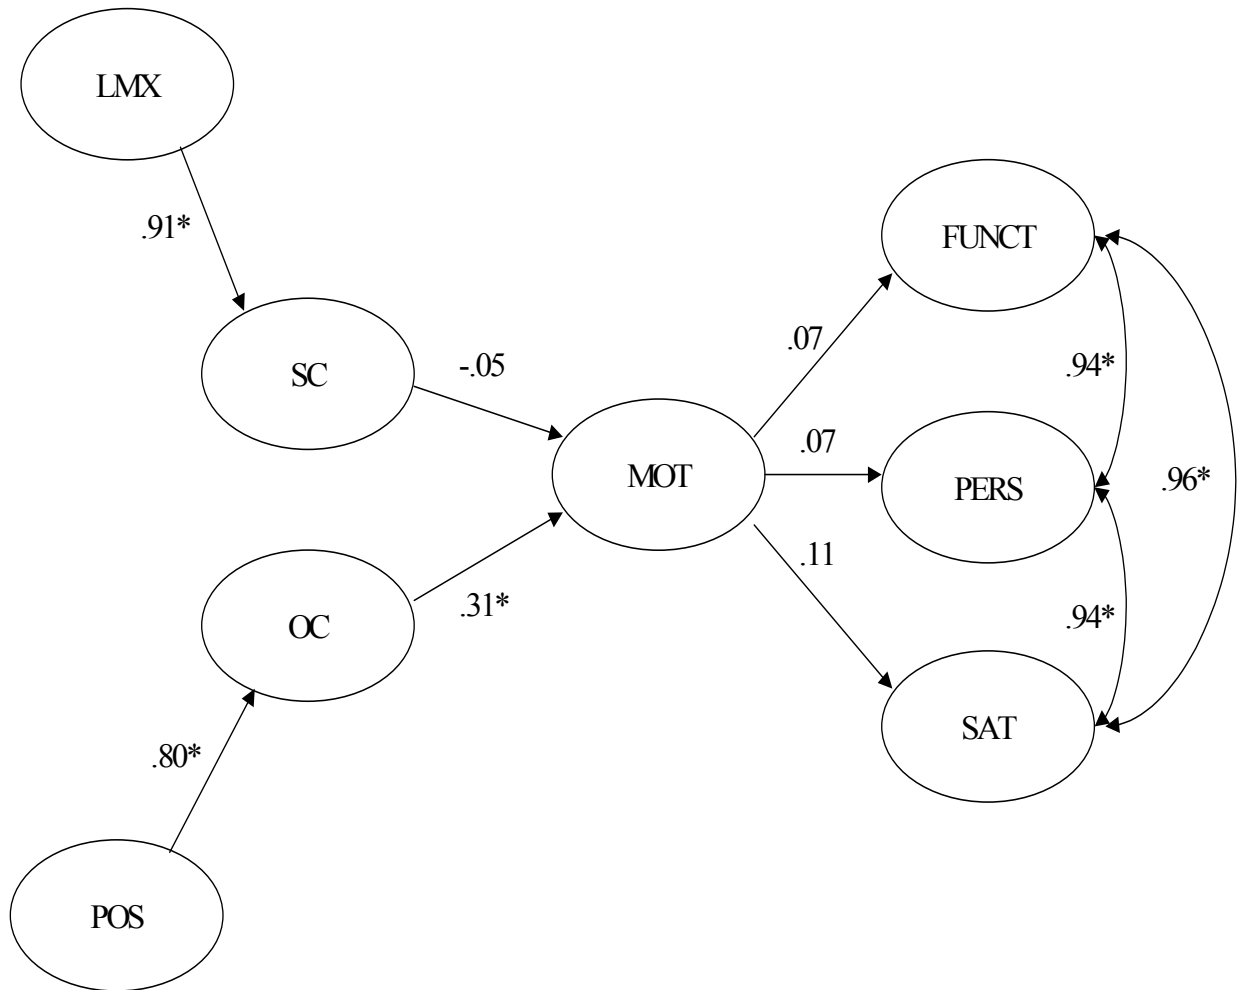 LMX
.91*
FUNCT
.07
.94*
SC
-.05
.07
MOT
PERS
.96*
.11
OC
.31*
.94*
SAT
.80*
POS